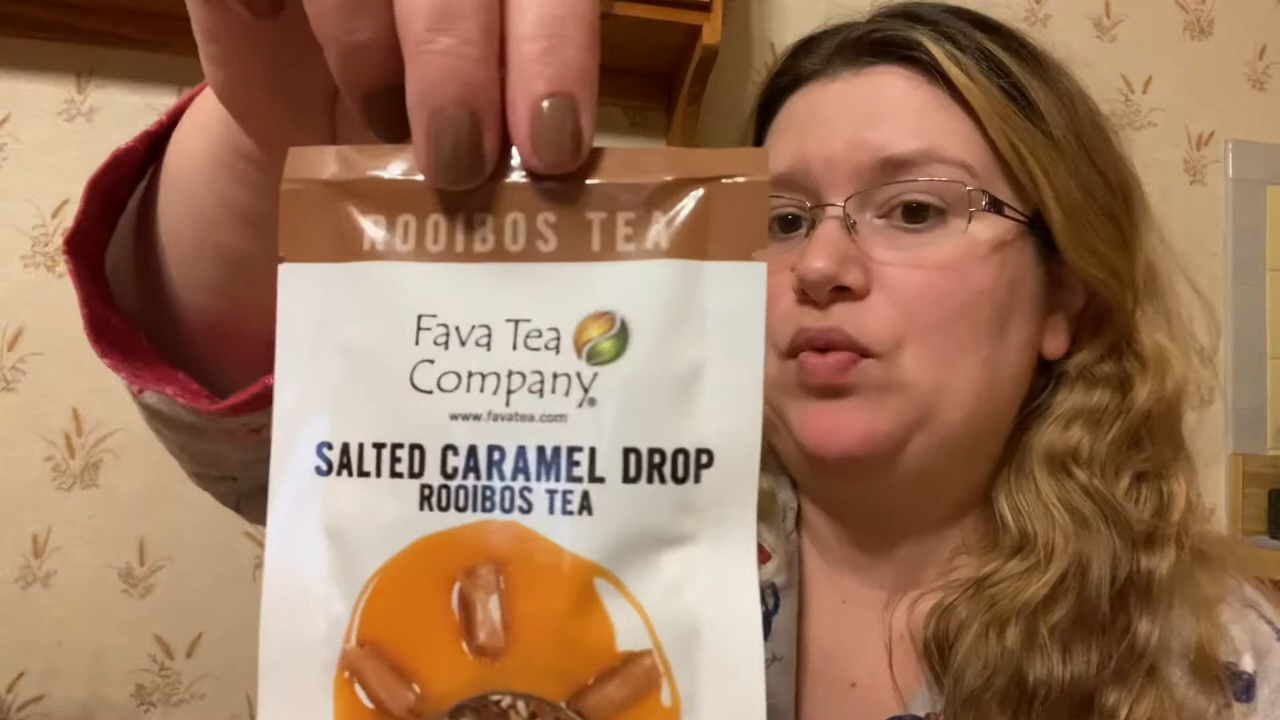 ROOIBOS TEA
Fava Tea
Company®
www.favatea.com
SALTED CARAMEL DROP
ROOIBOS TEA